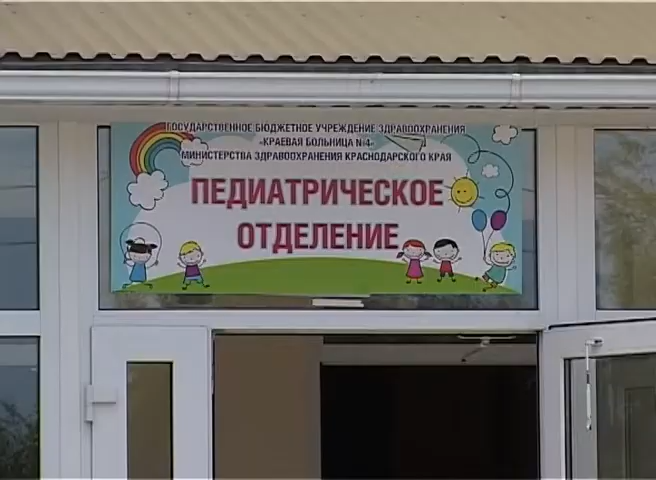 ГОСУДАРСТВЕННОЕ БЮДЖЕТНОЕ УЧРЕЖДЕНИЕ ЗДРАВООХРАНЕНИЯ
«КРАЕВАЯ БОЛЬНИЦА №4»
МИНИСТЕРСТВА ЗДРАВООХРАНЕНИЯ КРАСНОДАРСКОГО КРАЯ
ПЕДИАТРИЧЕСКОЕ
ОТДЕЛЕНИЕ